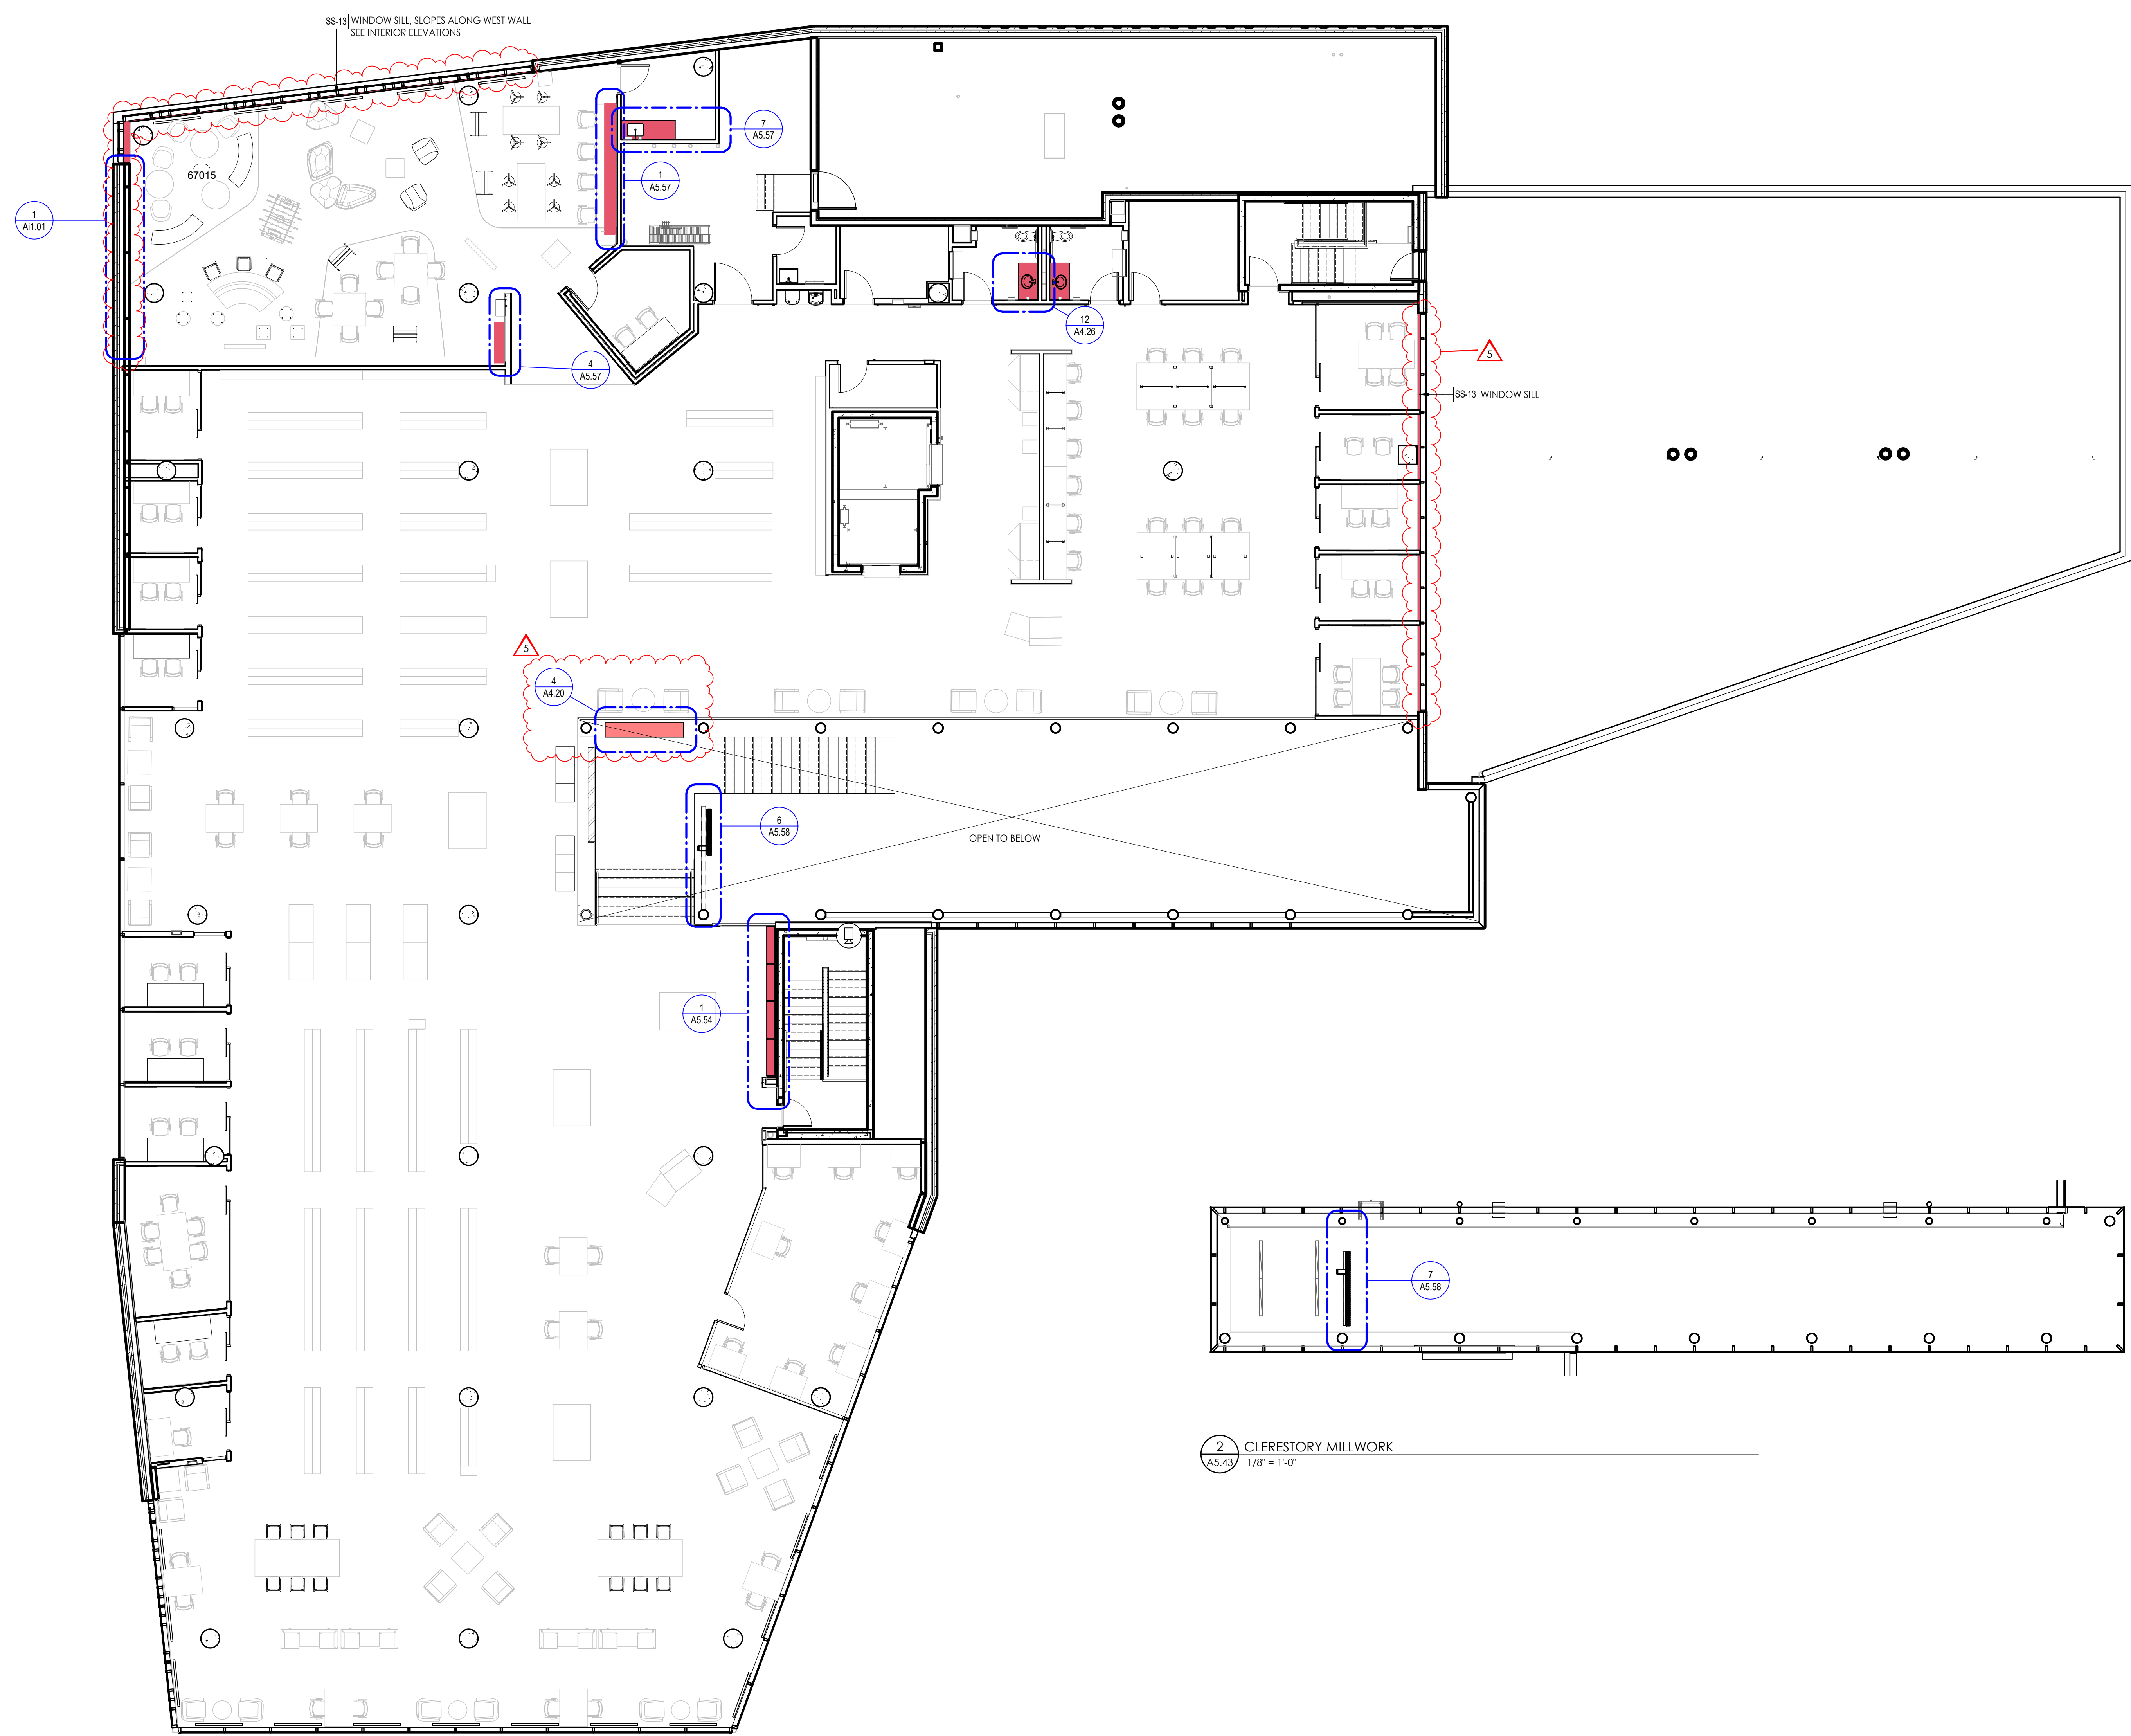 SS-13 WINDOW SILL, SLOPES ALONG WEST WALL
SEE INTERIOR ELEVATIONS
7
A5.57
67015
1
A5.57
1
Ai1.01
12
A4.26
4
A5.57
5
SS-13 WINDOW SILL
5
4
A4.20
6
A5.58
OPEN TO BELOW
1
A5.54
7
A5.58
2
A5.43
CLERESTORY MILLWORK
1/8" = 1'-0"